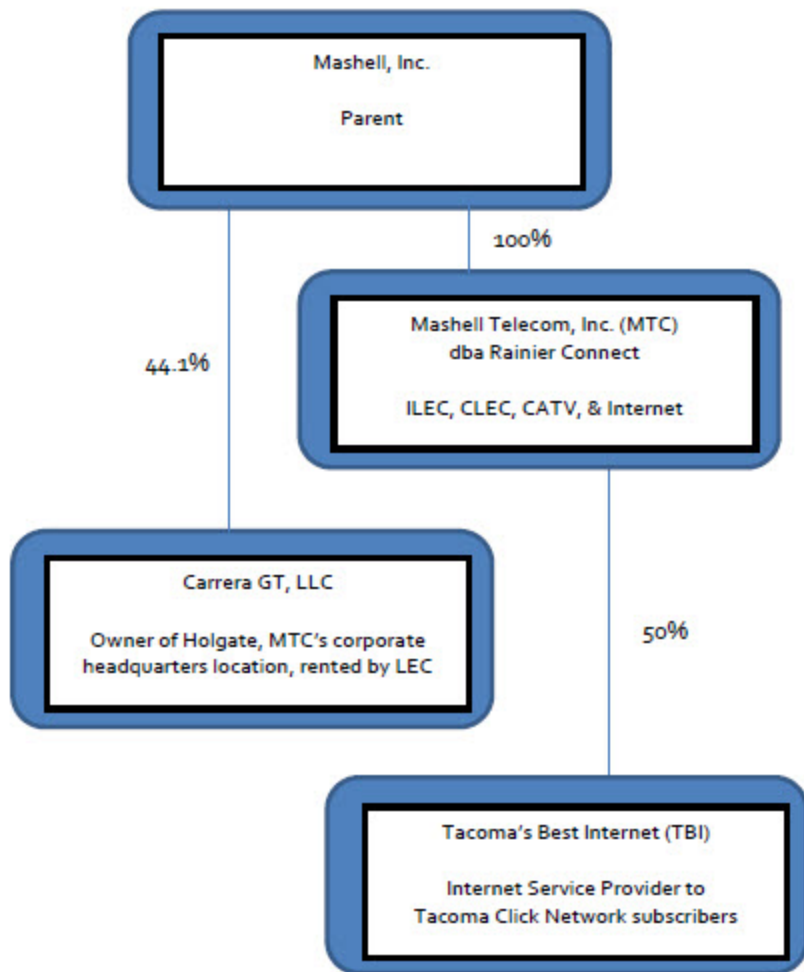 Mashell, Inc.
Parent
100%
Mashell Telecom, Inc. (MTC)
dba Rainier Connect
ILEC, CLEC, CATV, & Internet
44.1%
Carrera GT, LLC
Owner of Holgate, MTC's corporate
headquarters location, rented by LEC
50%
Tacoma's Best Internet (TBI)
Internet Service Provider to
Tacoma Click Network subscribers